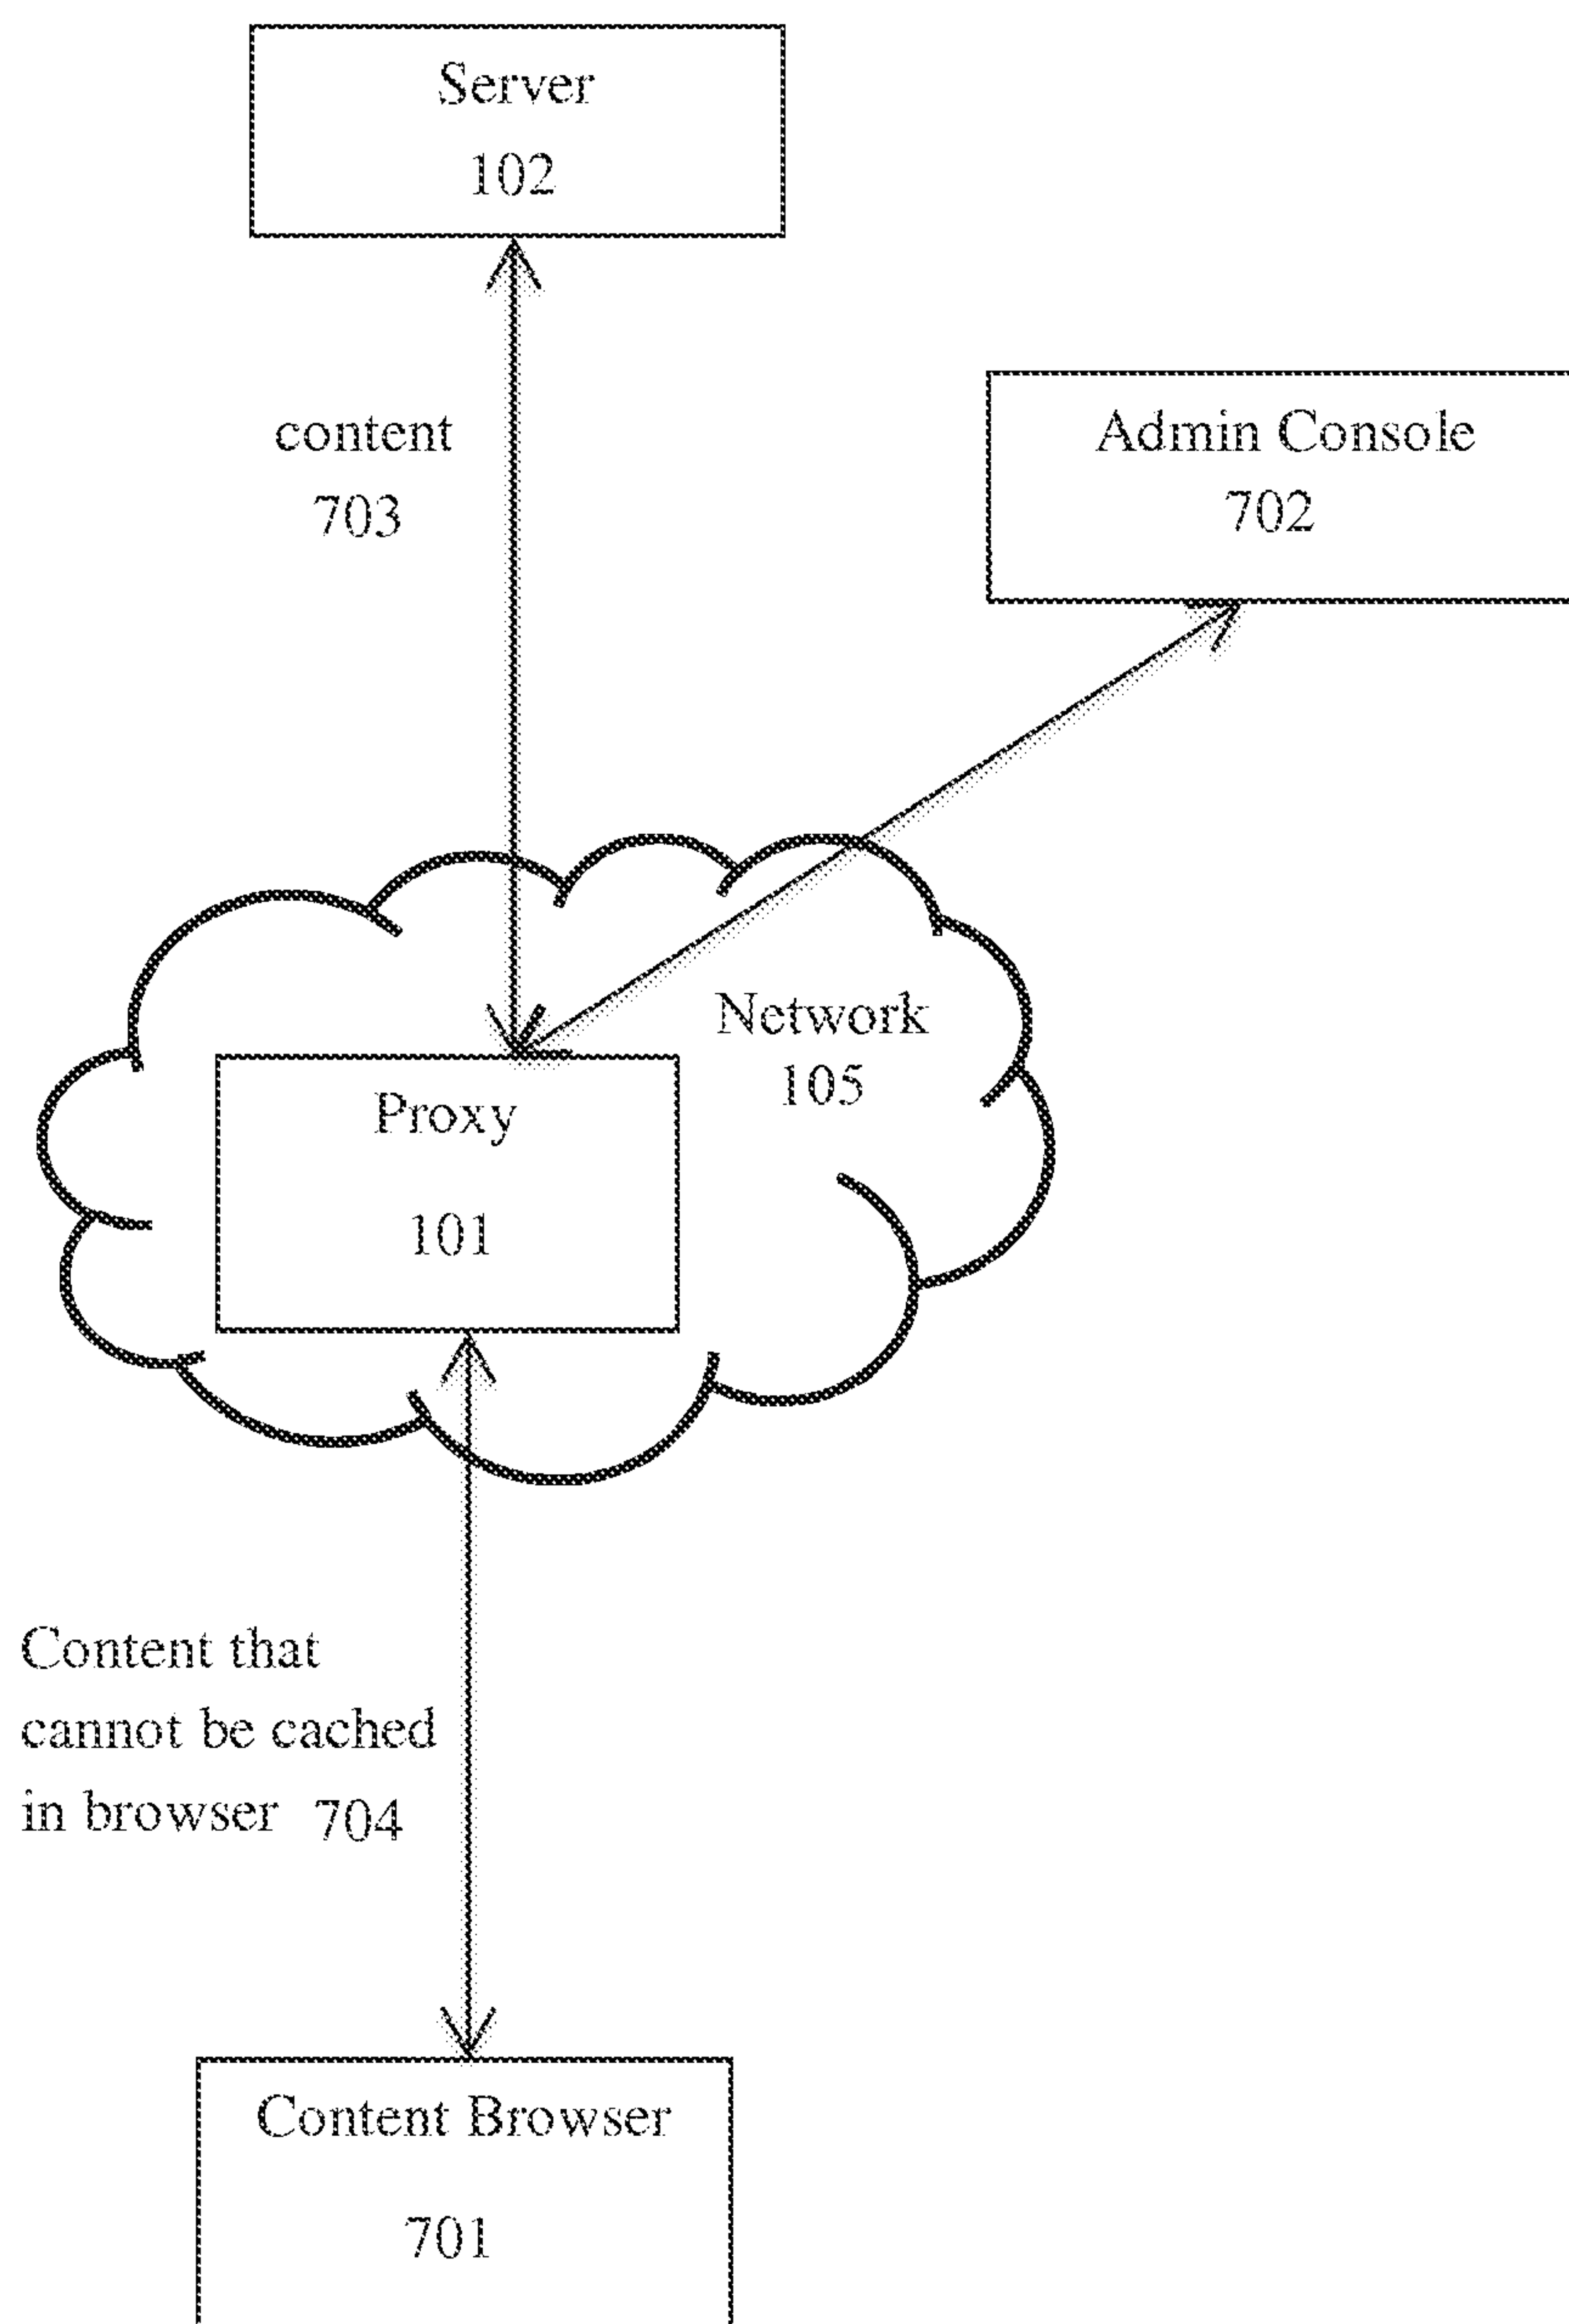 Server
102
content
703
Admin Console
702
Network
105
Proxy
101
Content that
cannot be cached
in browser 704
Content Browser
701